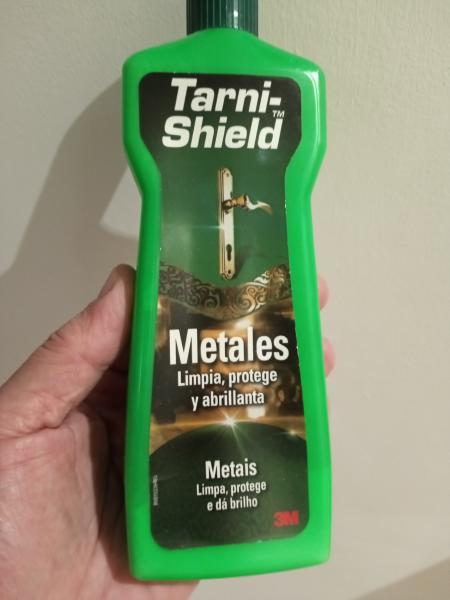 Tarni-
Shield™
Metales
Limpia, protege
y abrillanta
Metais
Limpa, protege
e dá brilho
3M